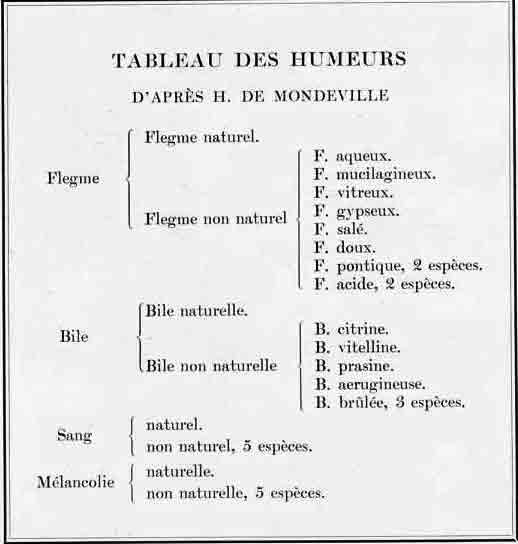 TABLEAU DES HUMEURS
D'APRÈS H. DE MONDEVILLE
Flegme
Flegme naturel.
Flegme non naturel
F. aqueux.
F. mucilagineux.
F. vitreux.
F. gypseux.
F. salé.
F. doux.
F. pontique, 2 espèces.
F. acide, 2 espèces.
Bile
Bile naturelle.
Bile non naturelle
B. citrine.
B. vitelline.
B. prasine.
B. aerugineuse.
B. brûlée, 3 espèces.
Sang
naturel.
non naturel, 5 espèces.
Mélancolie
naturelle.
non naturelle, 5 espèces.